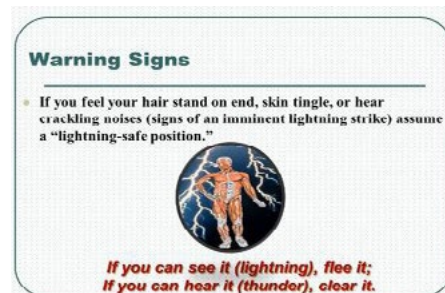 Warning Signs
If you feel your hair stand on end, skin tingle, or hear
crackling noises (signs of an imminent lightning strike) assume
a “lightning-safe position.”
If you can see it (lightning), flee it;
If you can hear it (thunder), clear it.